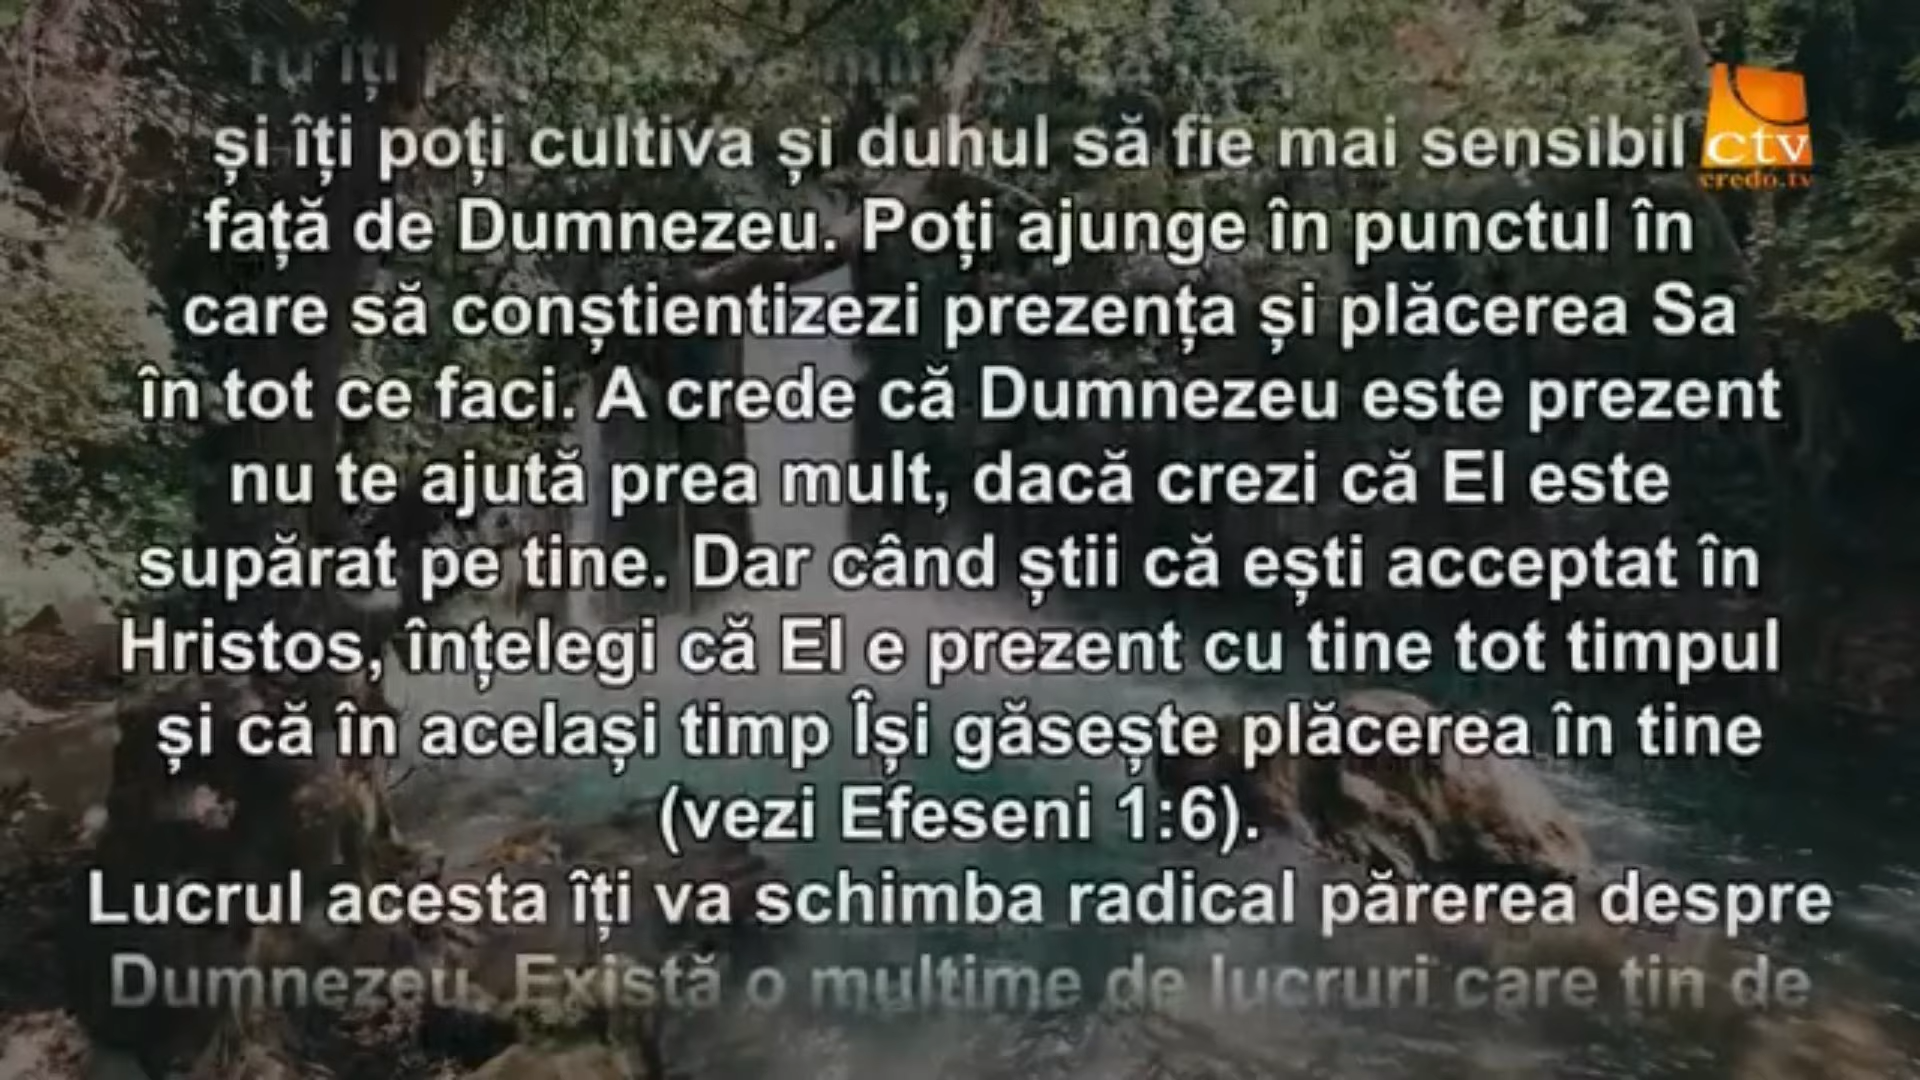 și îți poți cultiva și duhul să fie mai sensibil
față de Dumnezeu. Poți ajunge în punctul în
care să conștientizezi prezența și plăcerea Sa
în tot ce faci. A crede că Dumnezeu este prezent
nu te ajută prea mult, dacă crezi că El este
supărat pe tine. Dar când știi că ești acceptat în
Hristos, înțelegi că El e prezent cu tine tot timpul
și că în același timp Își găsește plăcerea în tine
(vezi Efeseni 1:6).
Lucrul acesta îți va schimba radical părerea despre
Dumnezeu. Există o mulțime de lucruri care țin de
ctv
credo.tv